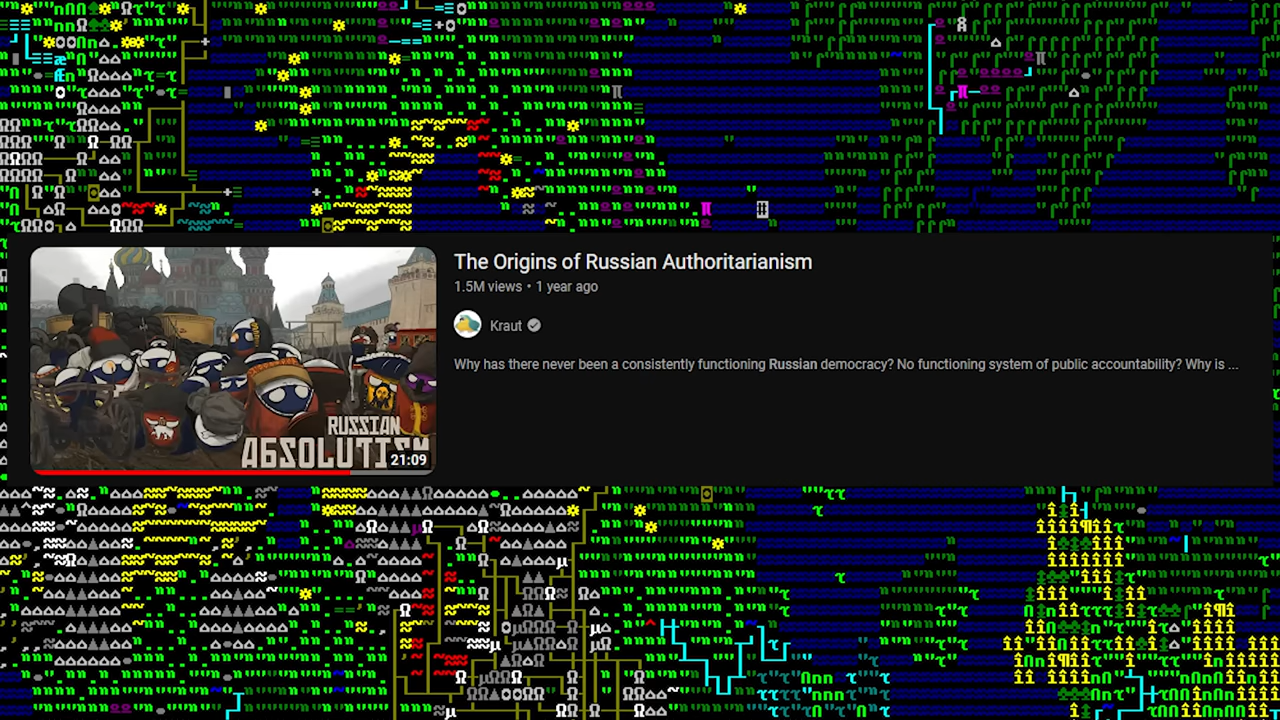 The Origins of Russian Authoritarianism
1.5M views • 1 year ago
Kraut
Why has there never been a consistently functioning Russian democracy? No functioning system of public accountability? Why is ...
RUSSIAN
ABSOLUTISM
21:09